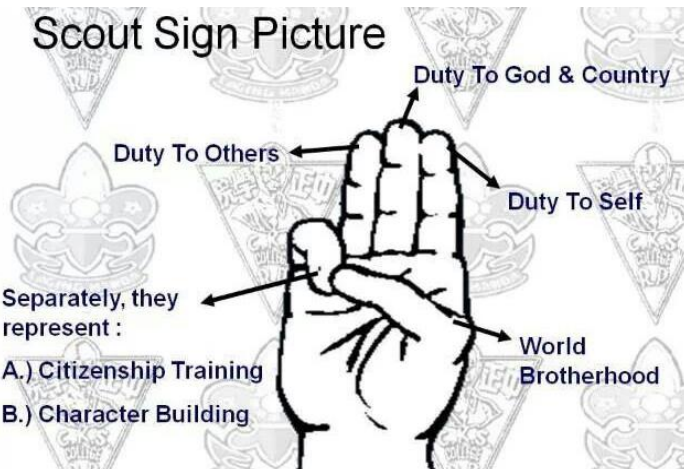 Scout Sign Picture
Duty To God & Country
Duty To Others
Duty To Self
Separately, they
represent :
A.) Citizenship Training
B.) Character Building
World
Brotherhood